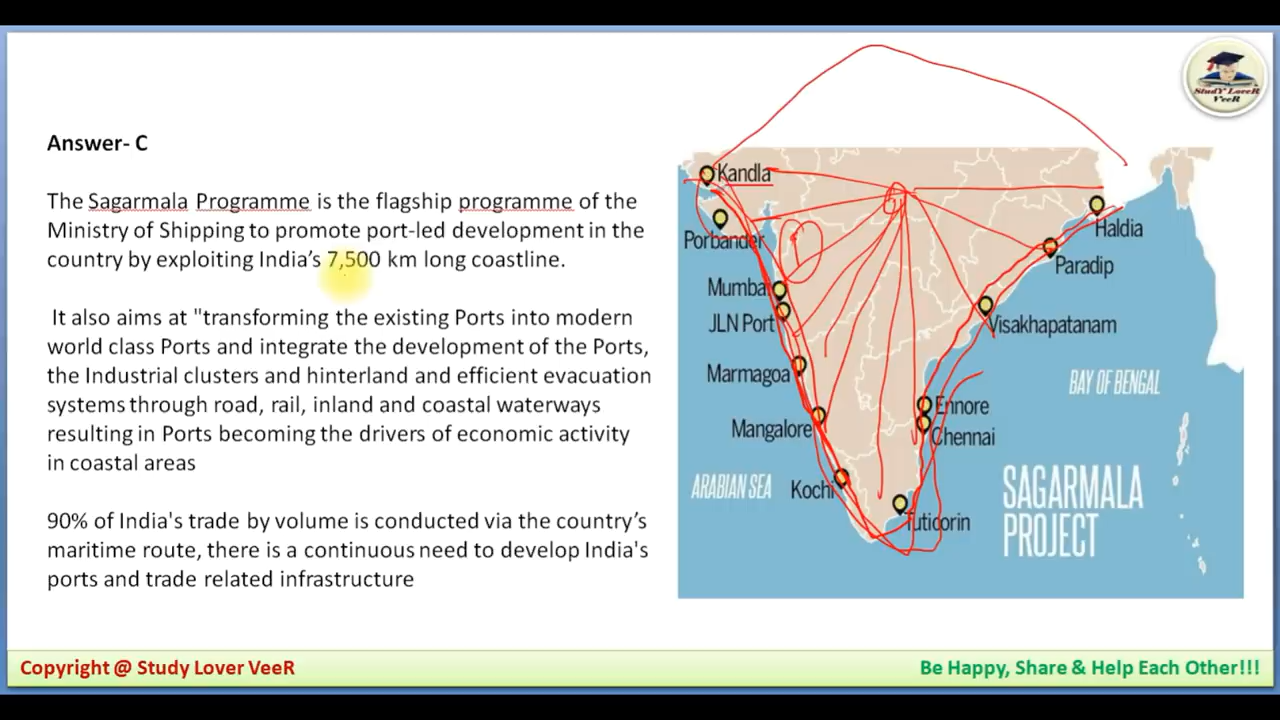 Answer- C
The Sagarmala Programme is the flagship programme of the
Ministry of Shipping to promote port-led development in the
country by exploiting India's 7,500 km long coastline.
It also aims at "transforming the existing Ports into modern
world class Ports and integrate the development of the Ports,
the Industrial clusters and hinterland and efficient evacuation
systems through road, rail, inland and coastal waterways
resulting in Ports becoming the drivers of economic activity
in coastal areas
90% of India's trade by volume is conducted via the country's
maritime route, there is a continuous need to develop India's
ports and trade related infrastructure
StudY LoveR
VeeR
Kandla
Porbander
Mumbai
JLN Port
Marmagoa
Mangalore
Kochi
Tuticorin
Chennai
Ennore
Visakhapatanam
Paradip
Haldia
ARABIAN SEA
BAY OF BENGAL
SAGARMALA
PROJECT
Copyright @ Study Lover VeeR
Be Happy, Share & Help Each Other!!!